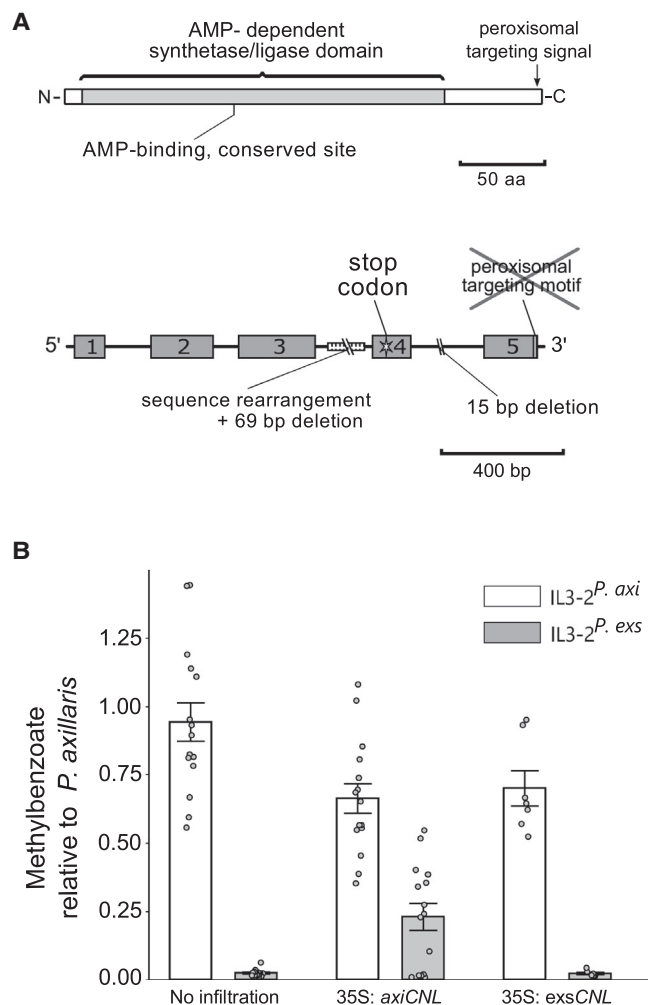 A
AMP- dependent
synthetase/ligase domain
peroxisomal
targeting signal
N-
-C
AMP-binding, conserved site
50 aa
stop
codon
peroxisomal
targeting motif
5'
1
2
3
4
5
3'
sequence rearrangement
+ 69 bp deletion
15 bp deletion
400 bp
B
IL3-2P. axi
IL3-2P. exs
Methylbenzoate
relative to P. axillaris
1.25
1.00
0.75
0.50
0.25
0.00
No infiltration
35S: axiCNL
35S: exsCNL